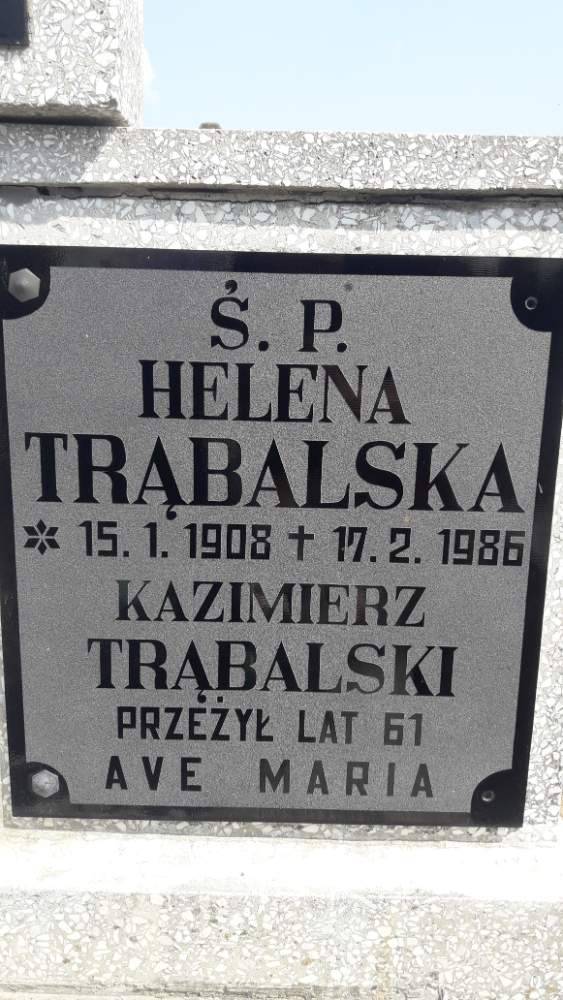 Ś. P.
HELENA
TRĄBALSKA
* 15. 1. 1908 † 17. 2. 1986
KAZIMIERZ
TRĄBALSKI
PRZEŻYŁ LAT 61
AVE MARIA